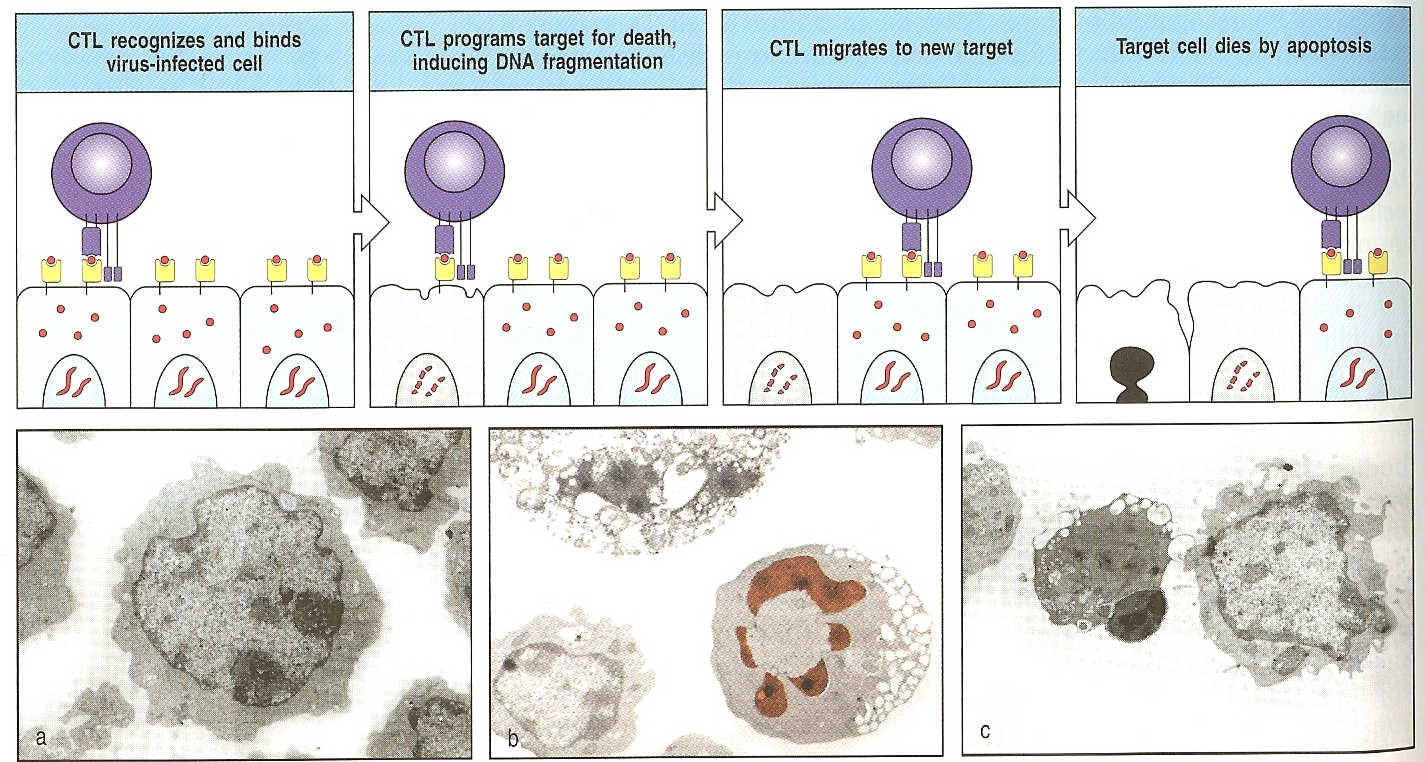 CTL recognizes and binds
virus-infected cell
CTL programs target for death,
inducing DNA fragmentation
CTL migrates to new target
Target cell dies by apoptosis
a
b
c